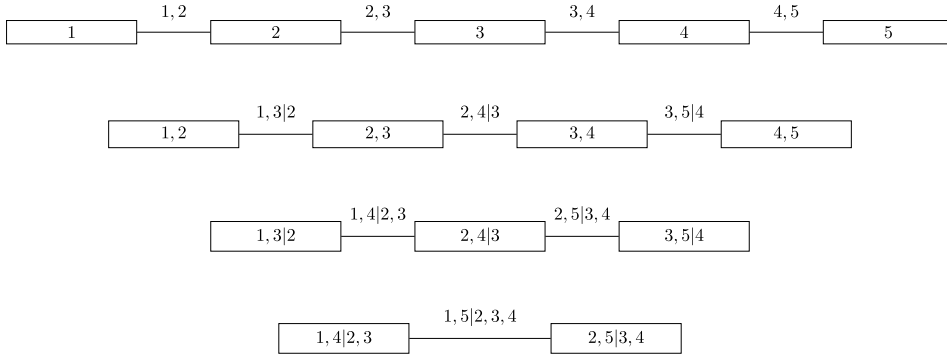 1, 2 2, 3 3, 4 4, 5
1 2 3 4 5
1, 3|2 2, 4|3 3, 5|4
1, 2 2, 3 3, 4 4, 5
1, 4|2, 3 2, 5|3, 4
1, 3|2 2, 4|3 3, 5|4
1, 5|2, 3, 4
1, 4|2, 3 2, 5|3, 4